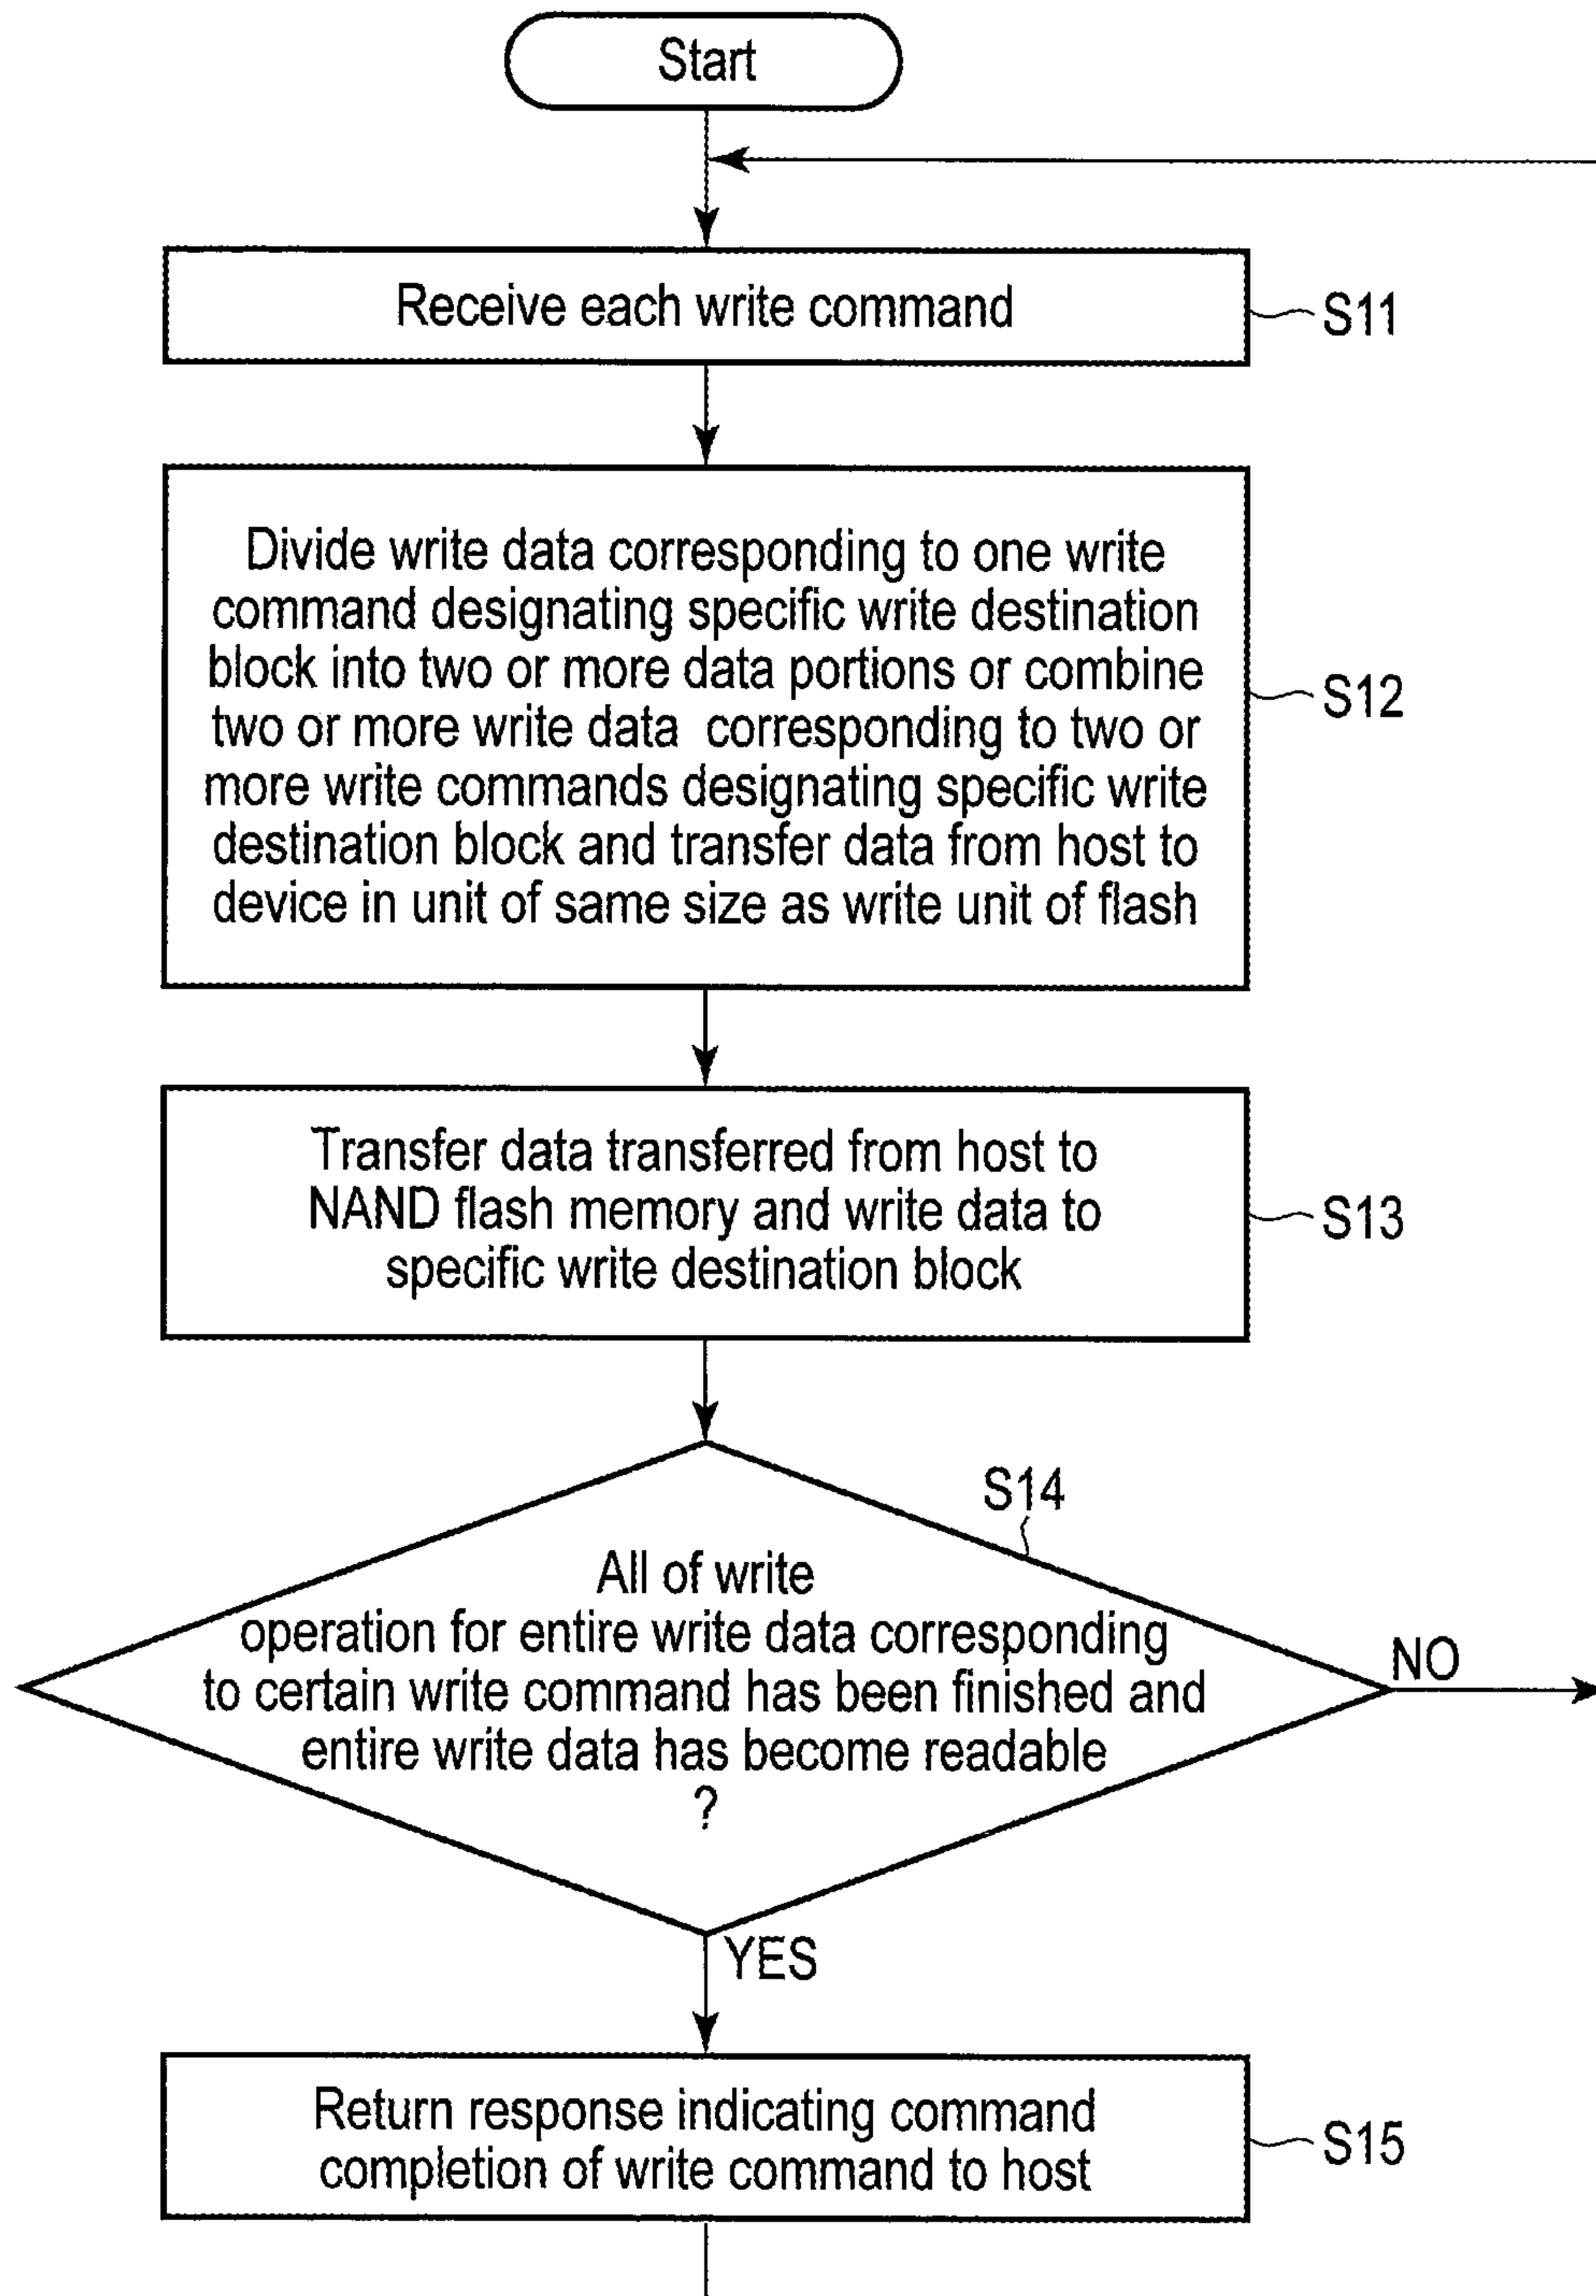 Start
Receive each write command
S11
Divide write data corresponding to one write
command designating specific write destination
block into two or more data portions or combine
two or more write data corresponding to two or
more write commands designating specific write
destination block and transfer data from host to
device in unit of same size as write unit of flash
S12
Transfer data transferred from host to
NAND flash memory and write data to
specific write destination block
S13
S14
All of write
operation for entire write data corresponding
to certain write command has been finished and
entire write data has become readable
?
NO
YES
Return response indicating command
completion of write command to host
S15